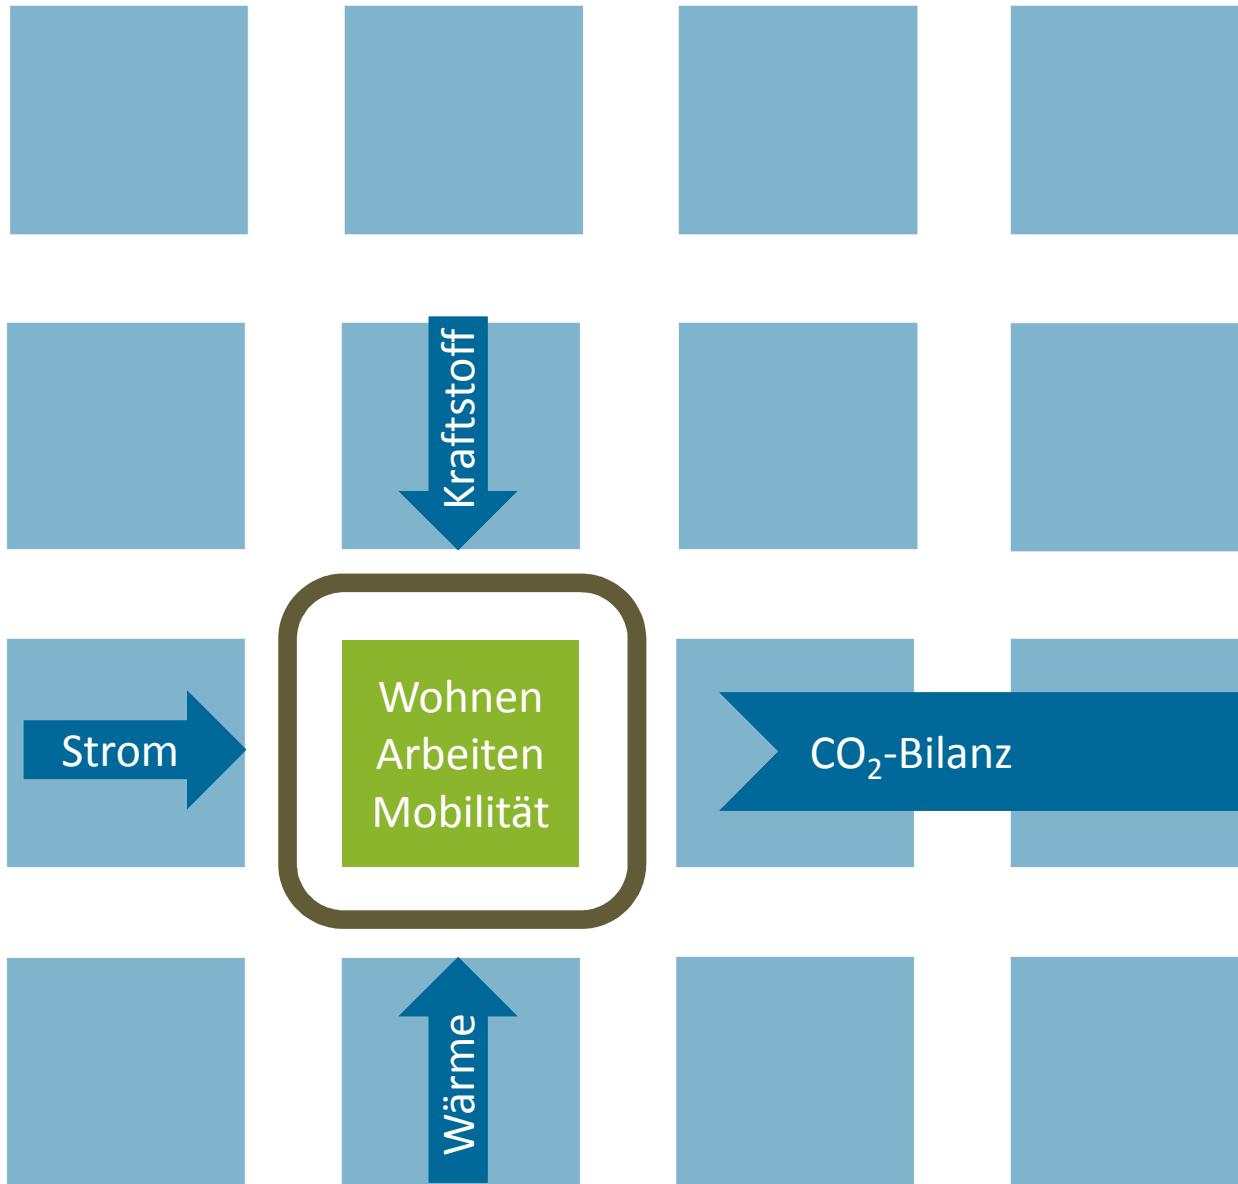 Kraftstoff
Strom
Wohnen
Arbeiten
Mobilität
CO₂-Bilanz
Wärme